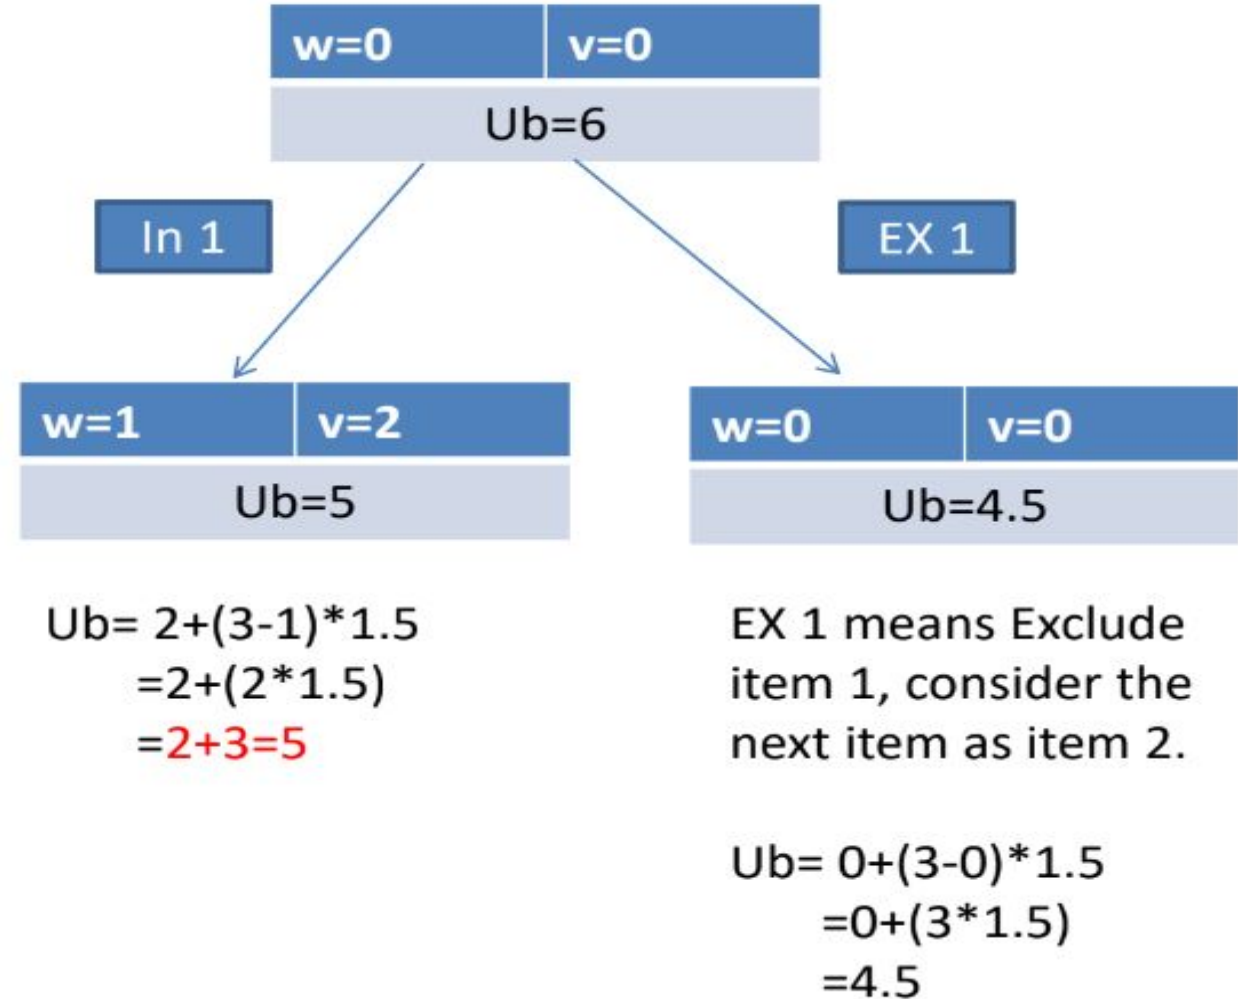 w=0 v=0
Ub=6
In 1
EX 1
w=1 v=2
Ub=5
w=0 v=0
Ub=4.5
Ub= 2+(3-1)*1.5
=2+(2*1.5)
=2+3=5
EX 1 means Exclude
item 1, consider the
next item as item 2.
Ub= 0+(3-0)*1.5
=0+(3*1.5)
=4.5